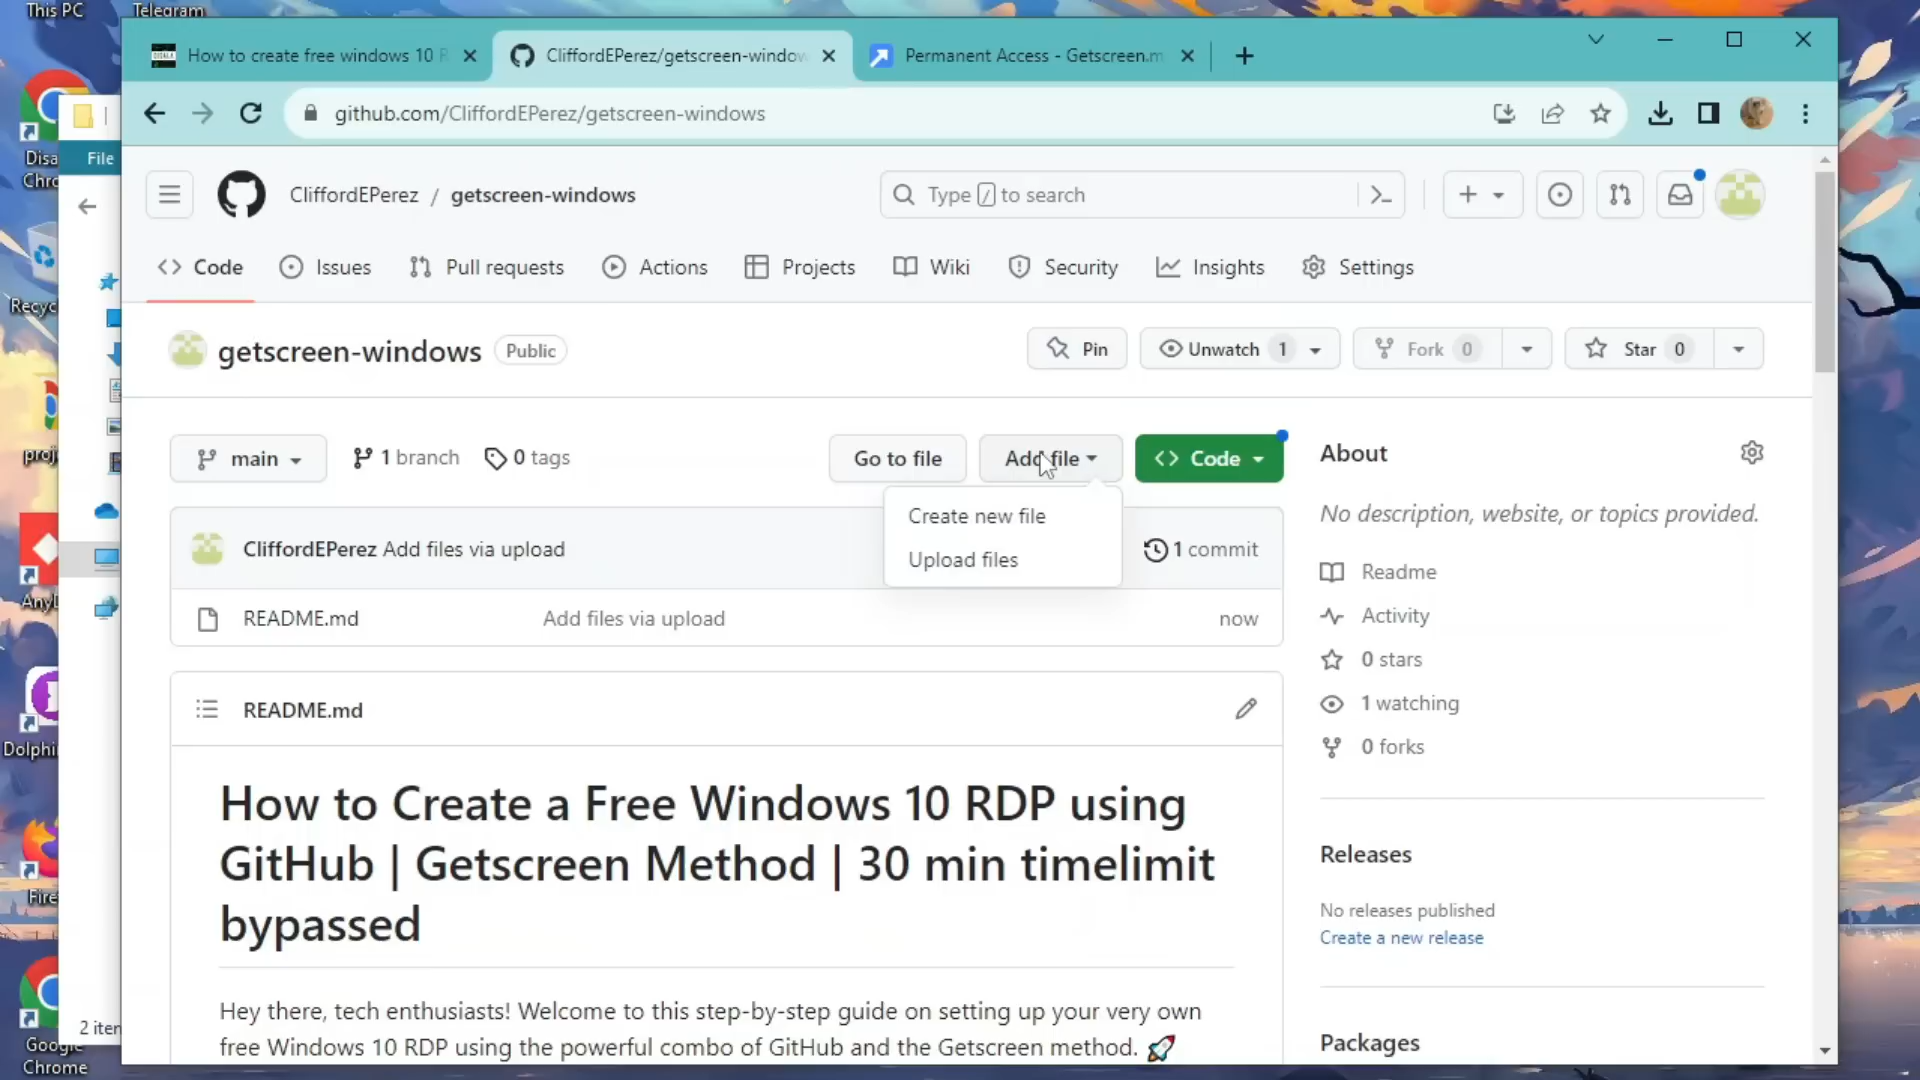 This PC
Telegram
How to create free windows 10 R
CliffordEPerez/getscreen-window
Permanent Access - Getscreen.m
github.com/CliffordEPerez/getscreen-windows
File
CliffordEPerez / getscreen-windows
Type / to search
Code
Issues
Pull requests
Actions
Projects
Wiki
Security
Insights
Settings
getscreen-windows
Public
Pin
Unwatch 1
Fork 0
Star 0
main
1 branch
0 tags
Go to file
Add file
Code
Create new file
Upload files
CliffordEPerez Add files via upload
1 commit
README.md
Add files via upload
now
README.md
How to Create a Free Windows 10 RDP using
GitHub | Getscreen Method | 30 min timelimit
bypassed
Hey there, tech enthusiasts! Welcome to this step-by-step guide on setting up your very own
free Windows 10 RDP using the powerful combo of GitHub and the Getscreen method. 🚀
About
No description, website, or topics provided.
Readme
Activity
0 stars
1 watching
0 forks
Releases
No releases published
Create a new release
Packages
Disa
Chro
Recyc
proj
AnyD
Dolphi
Fire
2 iten
Google
Chrome